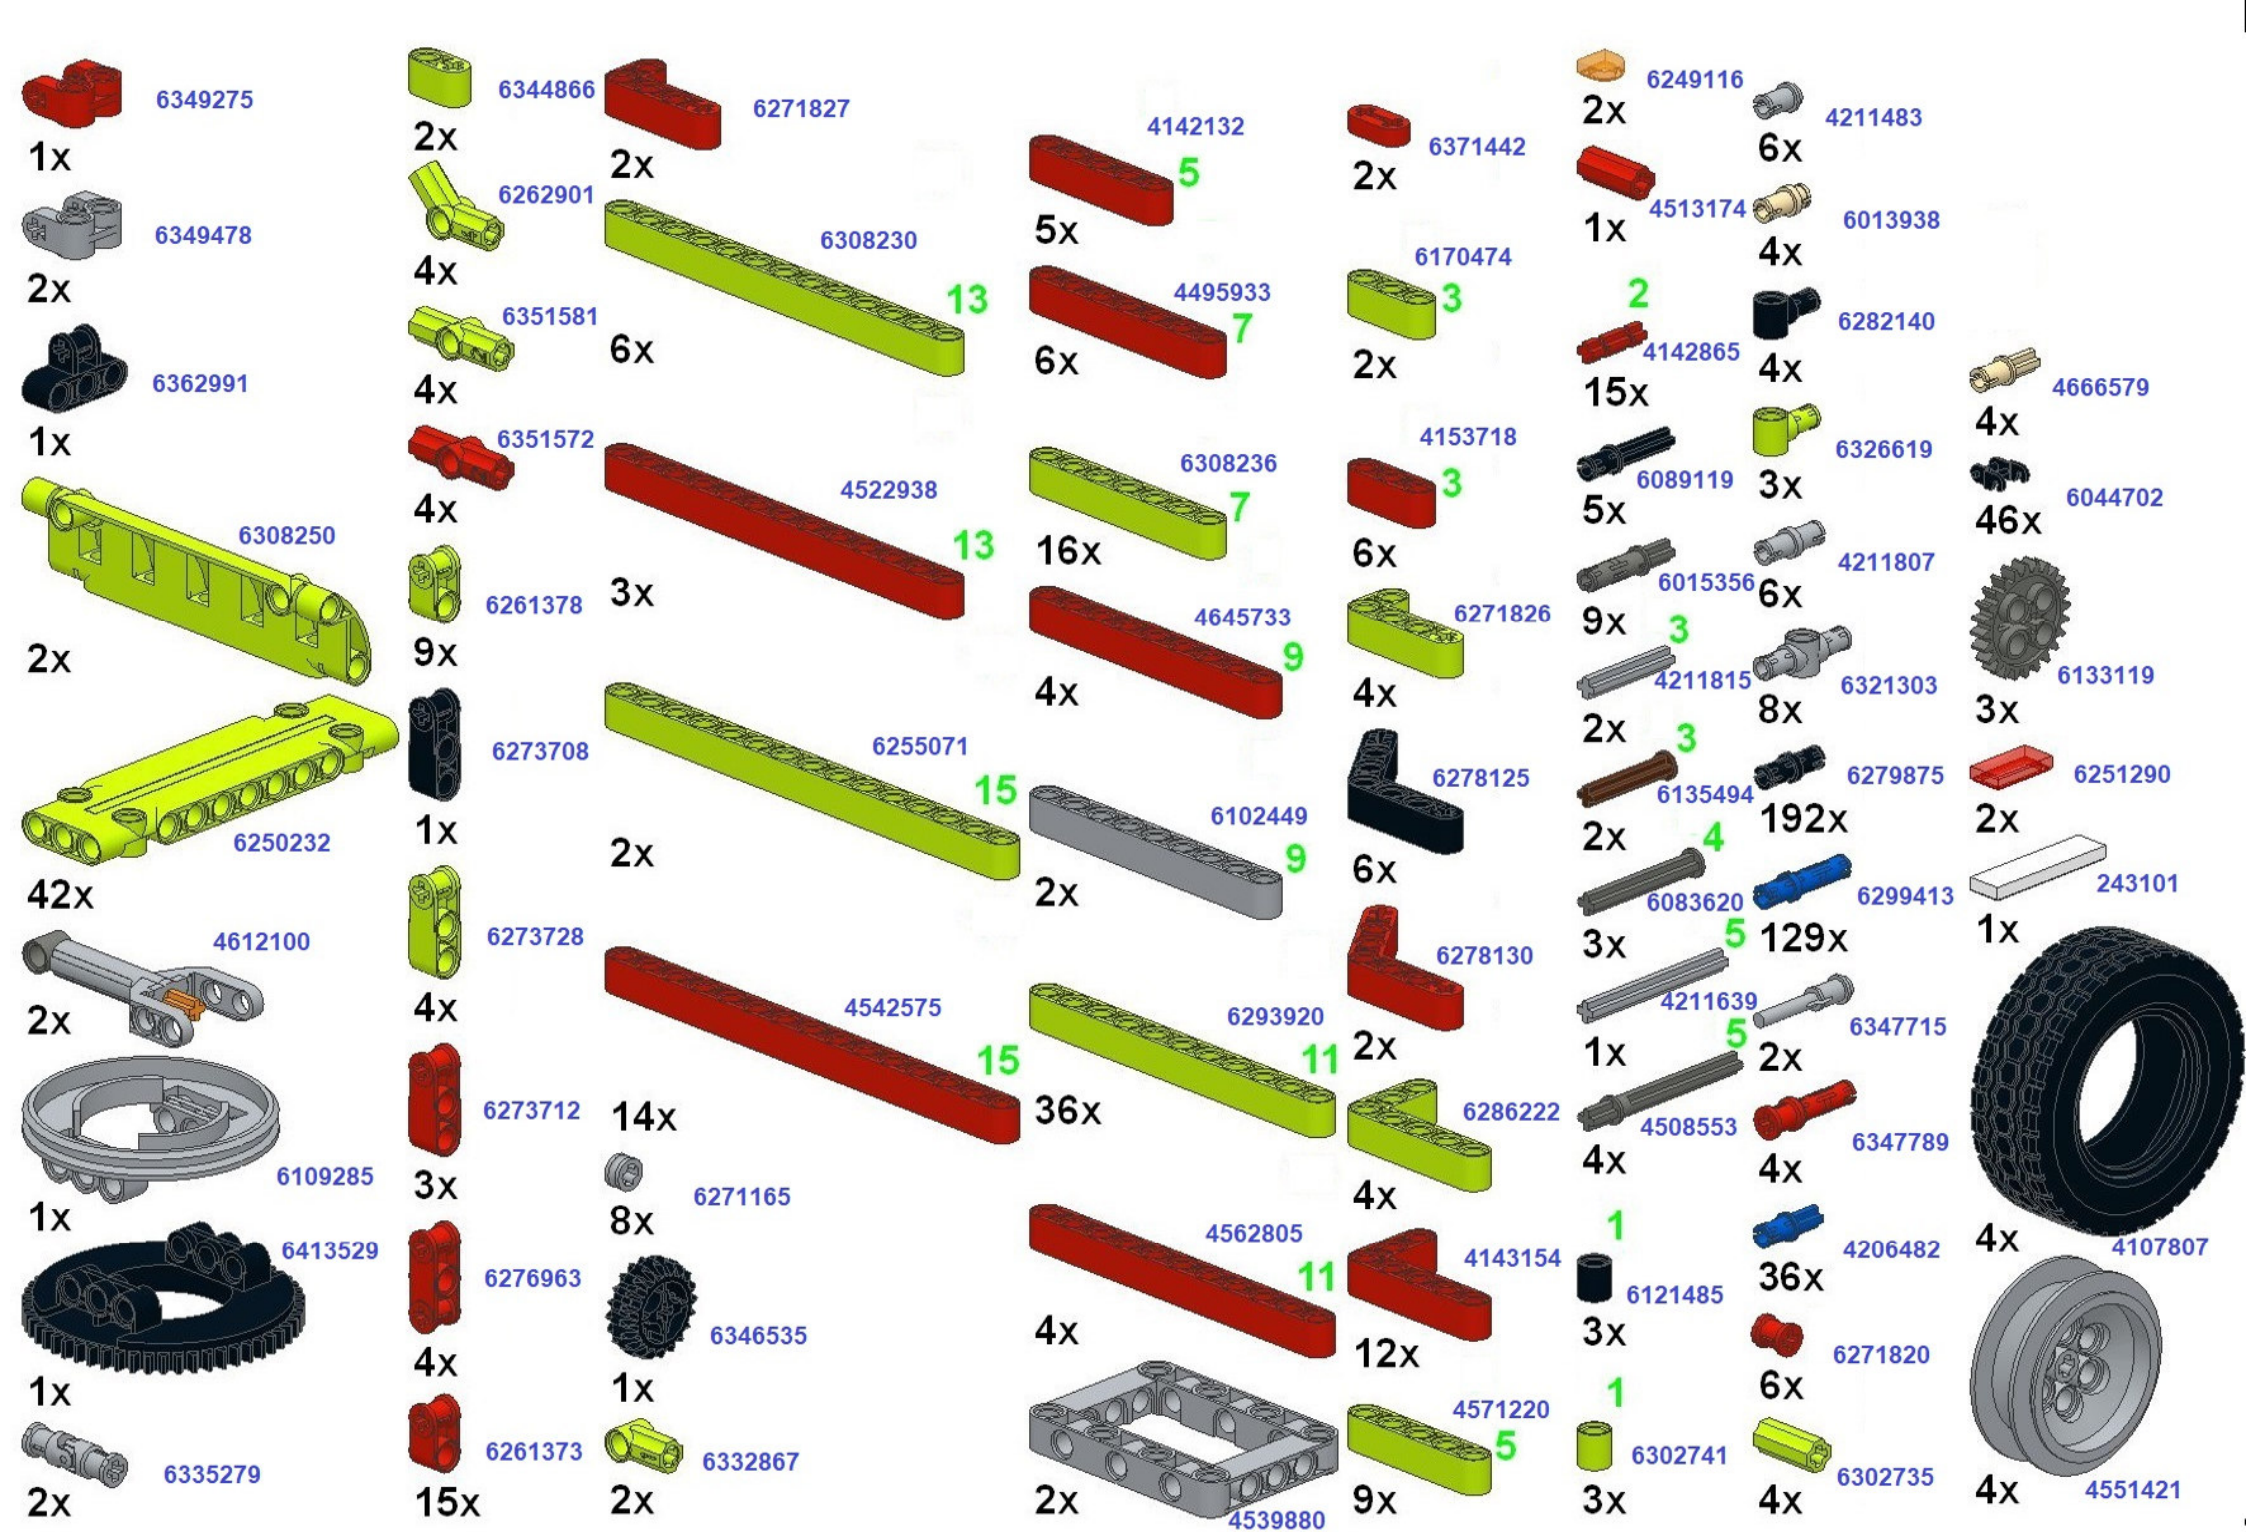 6349275
1x
6349478
2x
6362991
1x
6308250
2x
6250232
42x
4612100
2x
6109285
1x
6413529
1x
6335279
2x
6344866
2x
6262901
4x
6351581
4x
6351572
4x
6261378
9x
6273708
1x
6273728
4x
6273712
3x
6276963
4x
6261373
15x
6271827
2x
6308230
13
6x
4522938
13
3x
6255071
15
2x
4542575
15
14x
6271165
8x
6346535
1x
6332867
2x
4142132
5
5x
4495933
7
6x
6308236
7
16x
4645733
9
4x
6102449
9
2x
6293920
11
36x
4562805
11
4x
4539880
2x
6371442
2x
6170474
3
2x
4153718
3
6x
6271826
4x
6278125
6x
6278130
2x
6286222
4x
4143154
12x
4571220
5
9x
6249116
2x
4513174
1x
2
4142865
15x
6089119
5x
6015356
9x
3
4211815
2x
3
6135494
2x
4
6083620
3x
5
4211639
1x
5
4508553
4x
1
6121485
3x
1
6302741
3x
4211483
6x
6013938
4x
6282140
4x
6326619
3x
4211807
6x
6321303
8x
6279875
192x
6299413
129x
6347715
2x
6347789
4x
4206482
36x
6271820
6x
6302735
4x
4666579
4x
6044702
46x
6133119
3x
6251290
2x
243101
1x
4107807
4x
4551421
4x